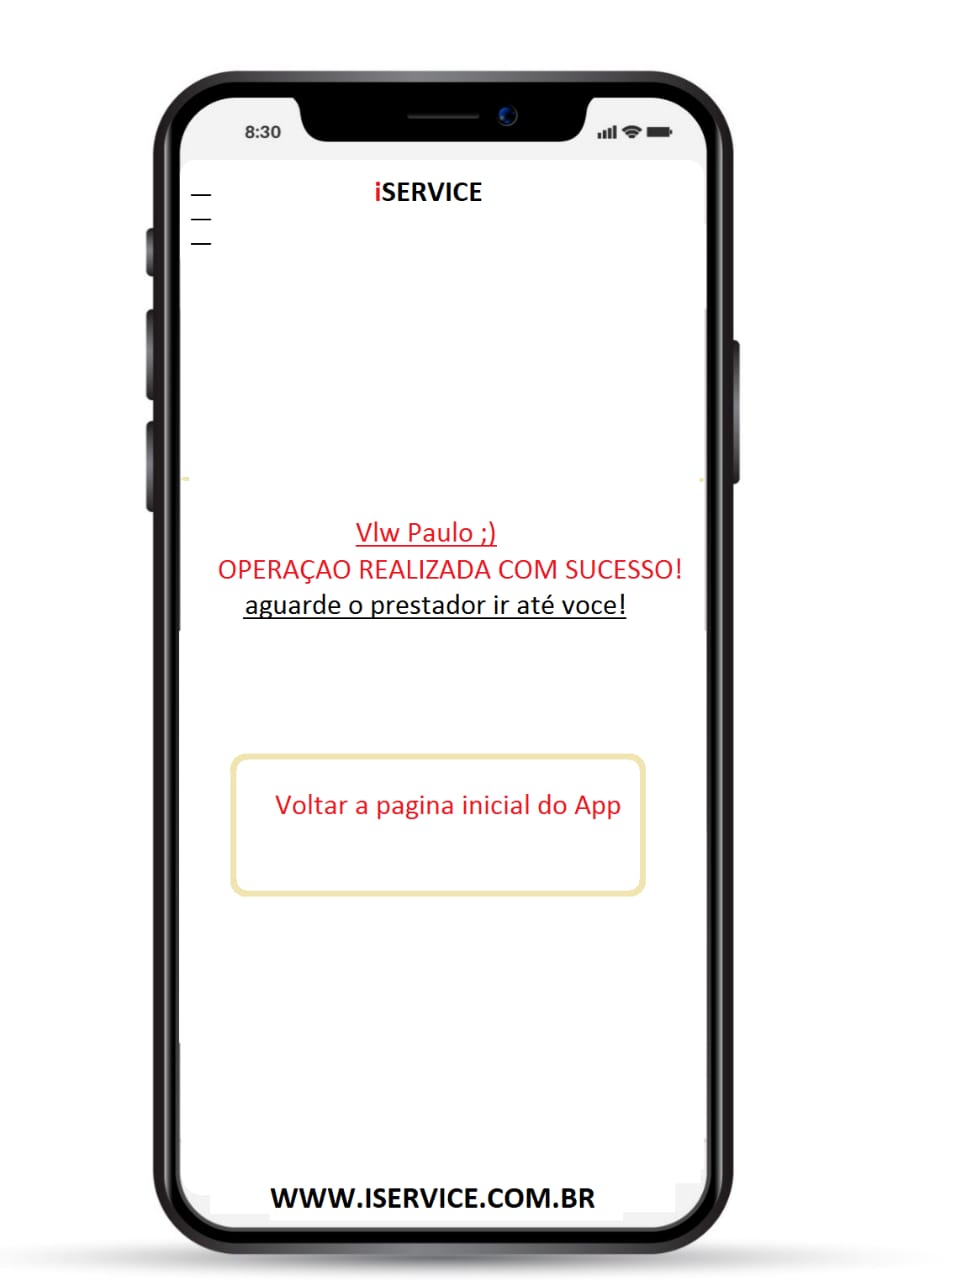 8:30
iSERVICE
Vlw Paulo ;)
OPERAÇAO REALIZADA COM SUCESSO!
aguarde o prestador ir até voce!
Voltar a pagina inicial do App
WWW.ISERVICE.COM.BR